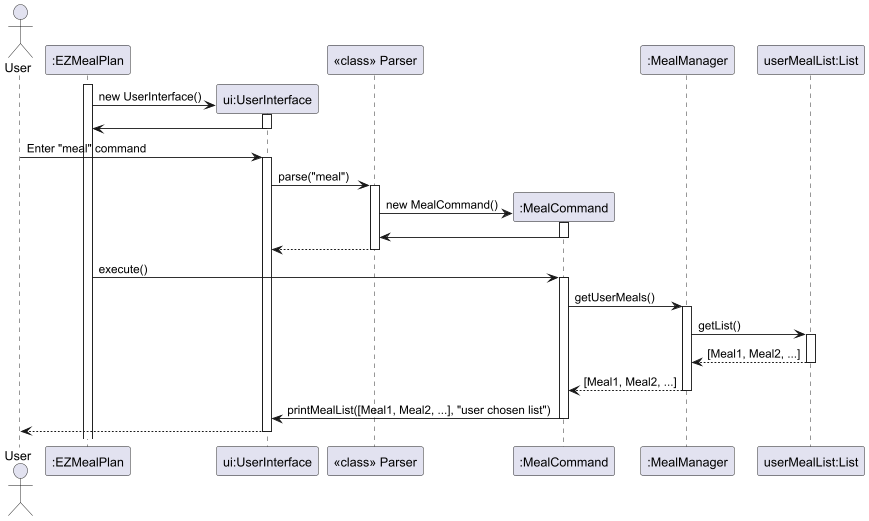 User
:EZMealPlan
«class» Parser
:MealManager
userMealList:List
new UserInterface()
ui:UserInterface
Enter "meal" command
parse("meal")
new MealCommand()
:MealCommand
execute()
getUserMeals()
getList()
[Meal1, Meal2, ...]
[Meal1, Meal2, ...]
printMealList([Meal1, Meal2, ...], "user chosen list")
User
:EZMealPlan
ui:UserInterface
«class» Parser
:MealCommand
:MealManager
userMealList:List